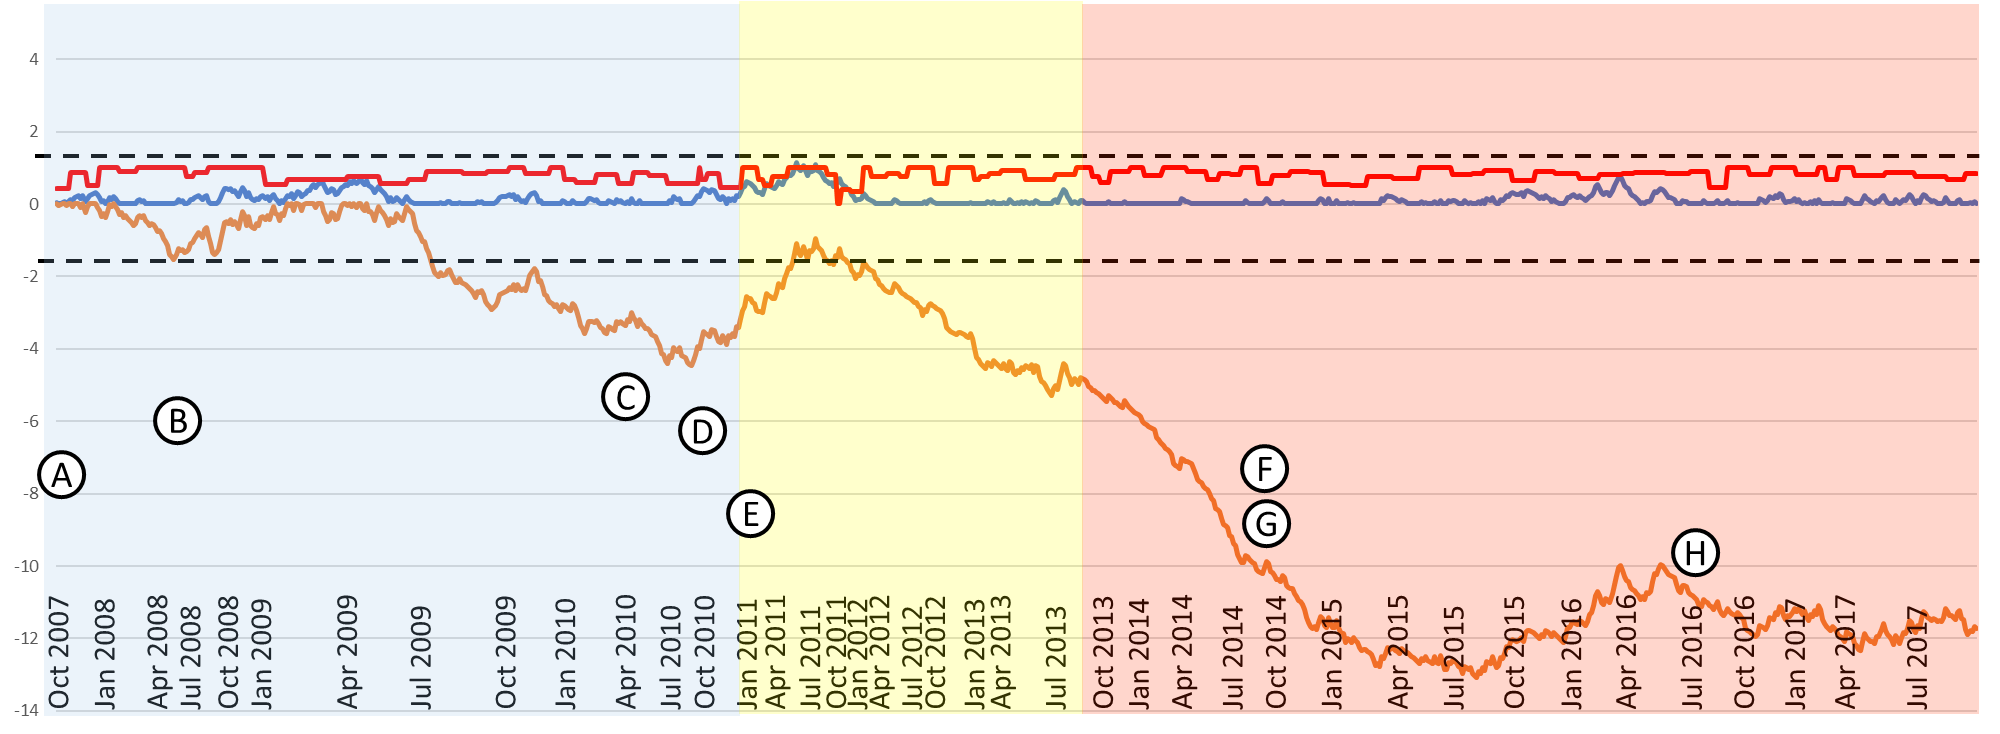 4
2
0
-2
-4
-6
-8
-10
-12
-14
A
B
C
D
E
F
G
H
Oct 2007
Jan 2008
Apr 2008
Jul 2008
Oct 2008
Jan 2009
Apr 2009
Jul 2009
Oct 2009
Jan 2010
Apr 2010
Jul 2010
Oct 2010
Jan 2011
Apr 2011
Jul 2011
Oct 2011
Jan 2012
Apr 2012
Jul 2012
Oct 2012
Jan 2013
Apr 2013
Jul 2013
Oct 2013
Jan 2014
Apr 2014
Jul 2014
Oct 2014
Jan 2015
Apr 2015
Jul 2015
Oct 2015
Jan 2016
Apr 2016
Jul 2016
Oct 2016
Jan 2017
Apr 2017
Jul 2017